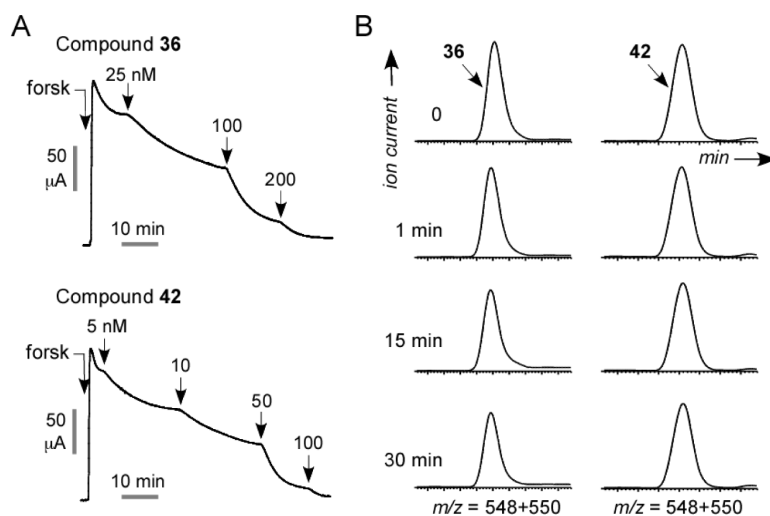 A
Compound 36
forsk
25 nM
100
200
50
μA
10 min
Compound 42
forsk
5 nM
10
50
100
50
μA
10 min
B
ion current
36
42
0
min
1 min
15 min
30 min
m/z = 548+550
m/z = 548+550